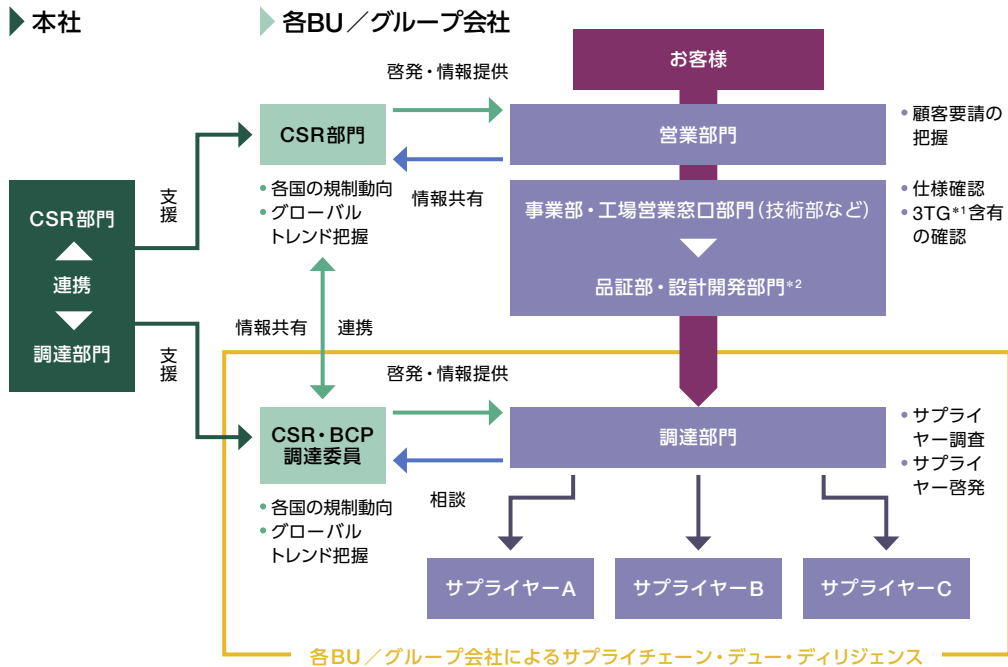 本社
各BU／グループ会社
お客様
啓発・情報提供
CSR部門
営業部門
• 顧客要請の
把握
情報共有
支援
• 各国の規制動向
• グローバル
トレンド把握
CSR部門
連携
調達部門
事業部・工場営業窓口部門（技術部など）
品証部・設計開発部門*2
• 仕様確認
• 3TG*1含有
の確認
情報共有
連携
支援
啓発・情報提供
CSR・BCP
調達委員
調達部門
• サプライ
ヤー調査
• サプライ
ヤー啓発
相談
• 各国の規制動向
• グローバル
トレンド把握
サプライヤーA
サプライヤーB
サプライヤーC
各BU／グループ会社によるサプライチェーン・デュー・ディリジェンス